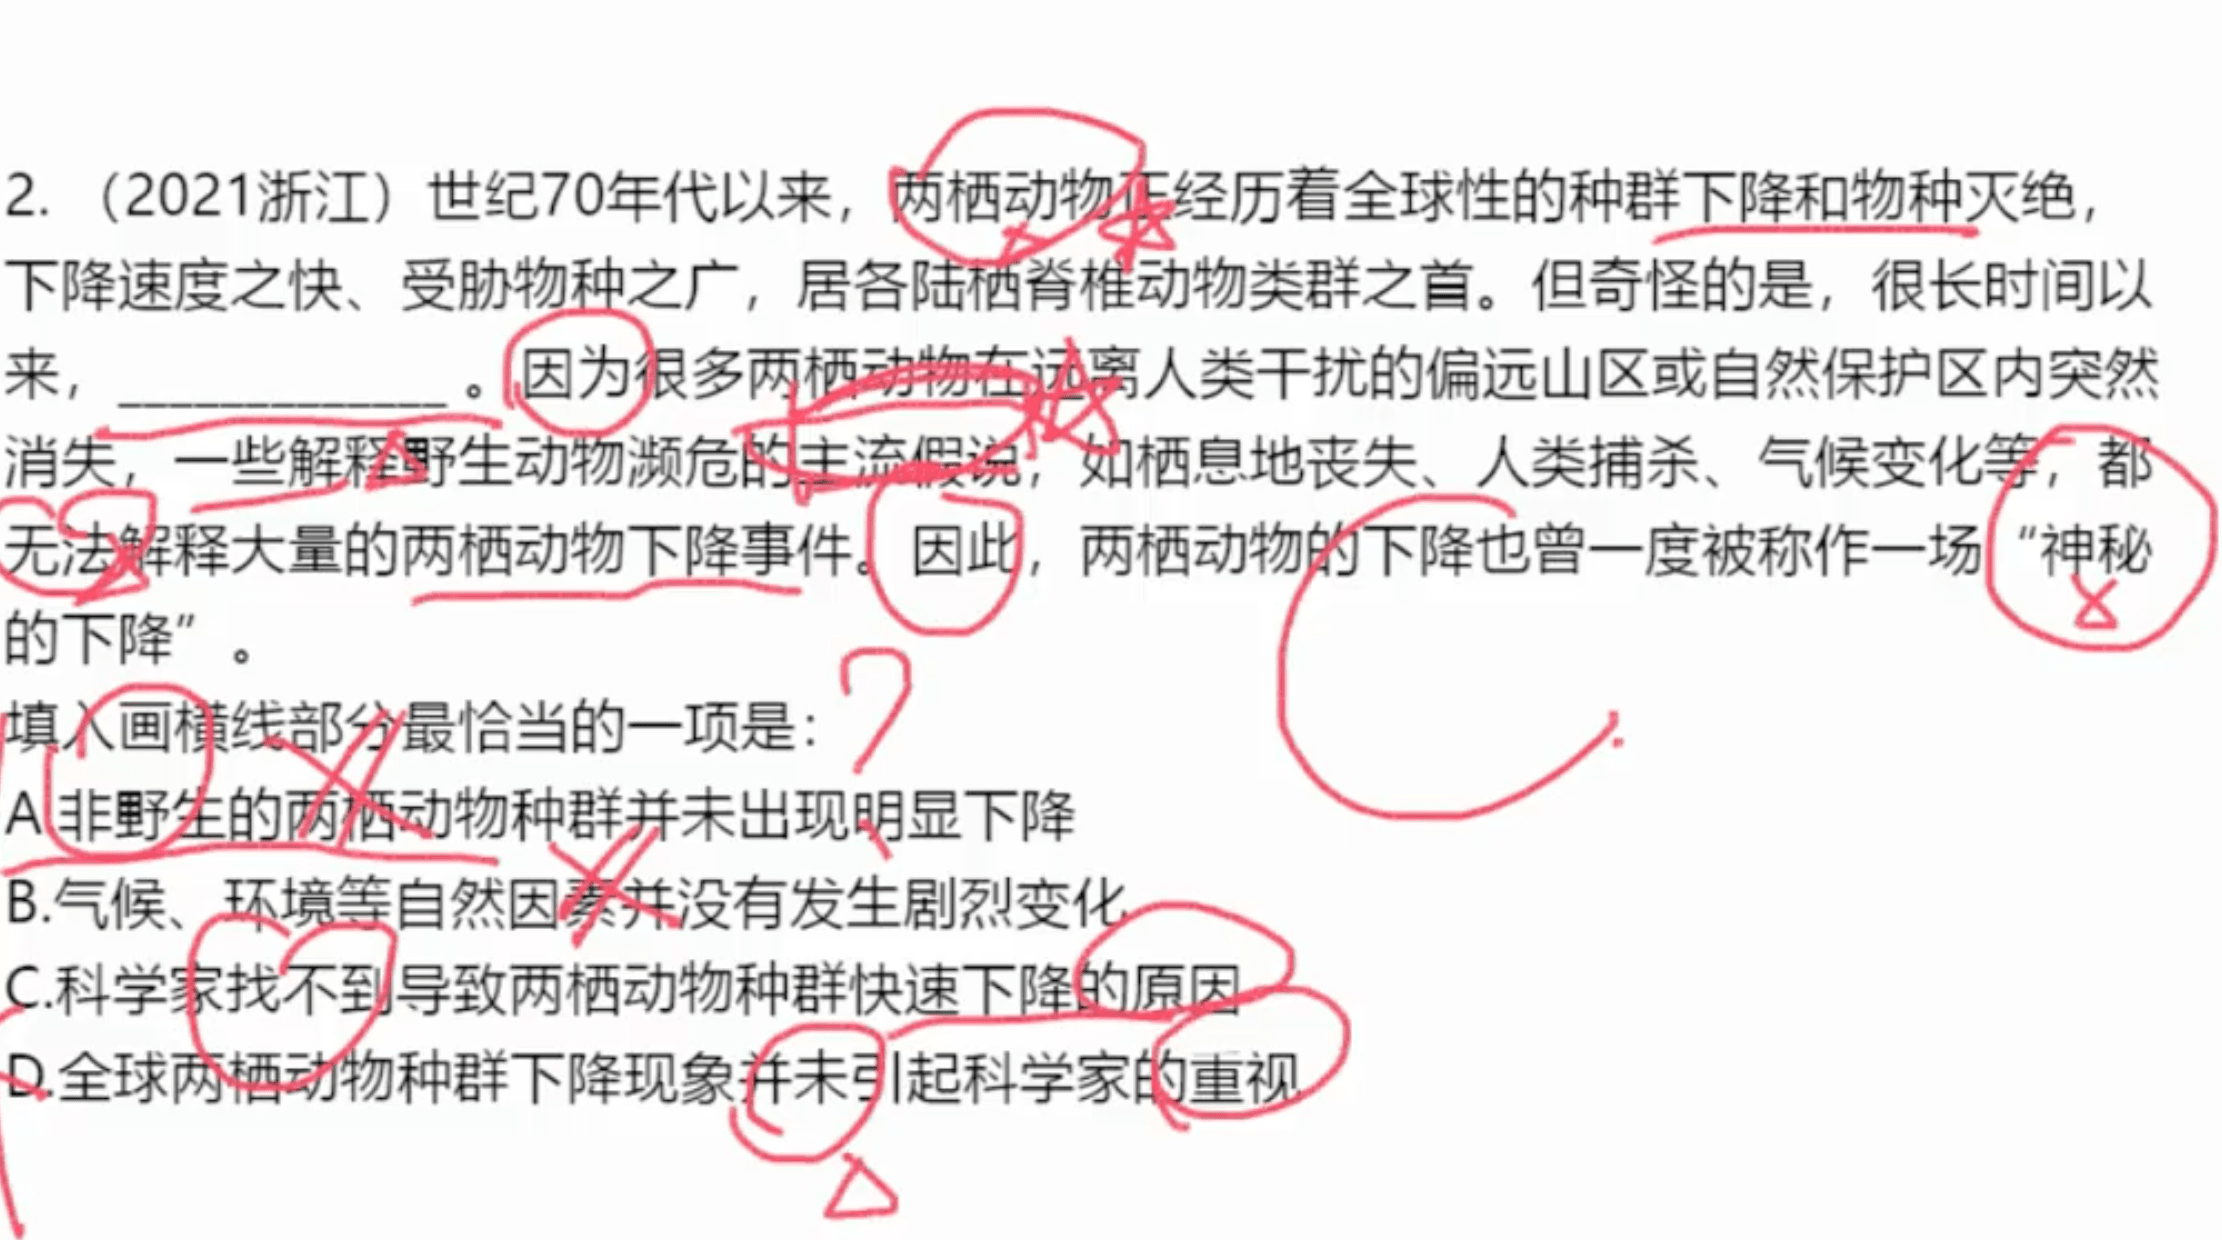 2. （2021浙江）世纪70年代以来，两栖动物正经历着全球性的种群下降和物种灭绝，
下降速度之快、受胁物种之广，居各陆栖脊椎动物类群之首。但奇怪的是，很长时间以
来，_____________。因为很多两栖动物在远离人类干扰的偏远山区或自然保护区内突然
消失，一些解释野生动物濒危的主流假说，如栖息地丧失、人类捕杀、气候变化等，都
无法解释大量的两栖动物下降事件。因此，两栖动物的下降也曾一度被称作一场“神秘
的下降”。
填入画横线部分最恰当的一项是：
A.非野生的两栖动物种群并未出现明显下降
B.气候、环境等自然因素并没有发生剧烈变化
C.科学家找不到导致两栖动物种群快速下降的原因
D.全球两栖动物种群下降现象并未引起科学家的重视